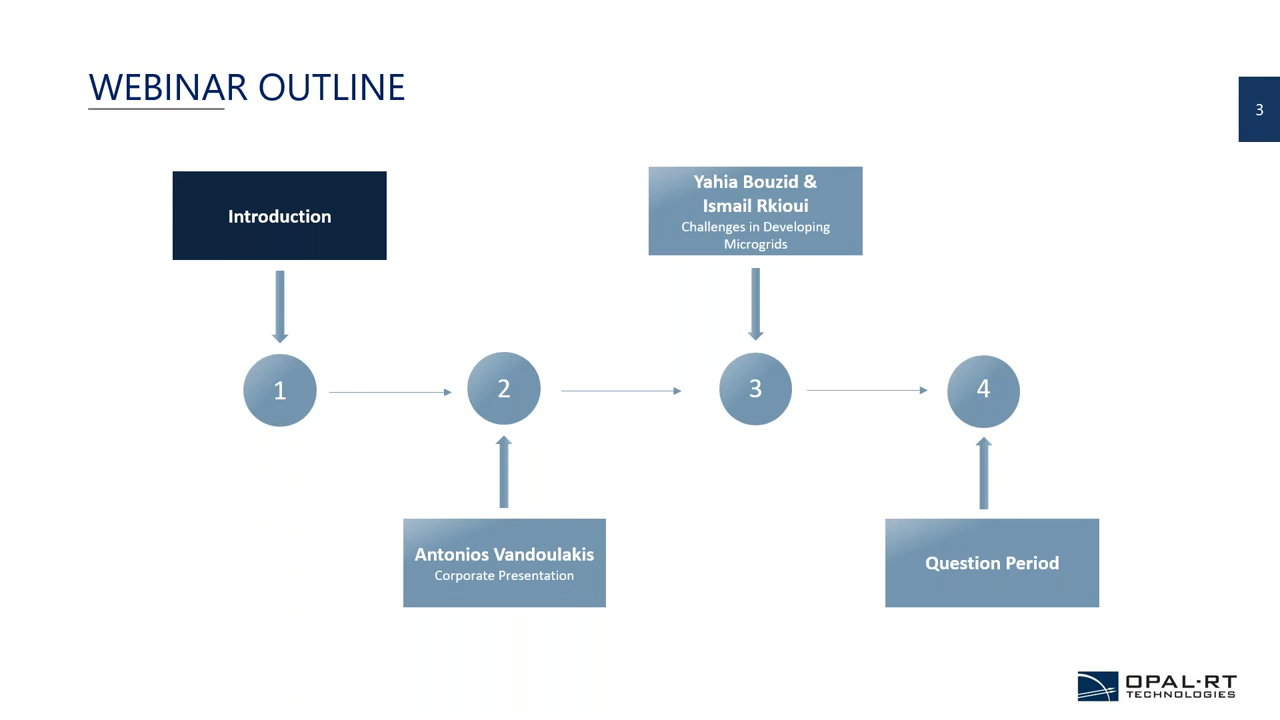 WEBINAR OUTLINE
3
Introduction
Yahia Bouzid &
Ismail Rkioui
Challenges in Developing
Microgrids
1
2
3
4
Antonios Vandoulakis
Corporate Presentation
Question Period
OPAL-RT
TECHNOLOGIES